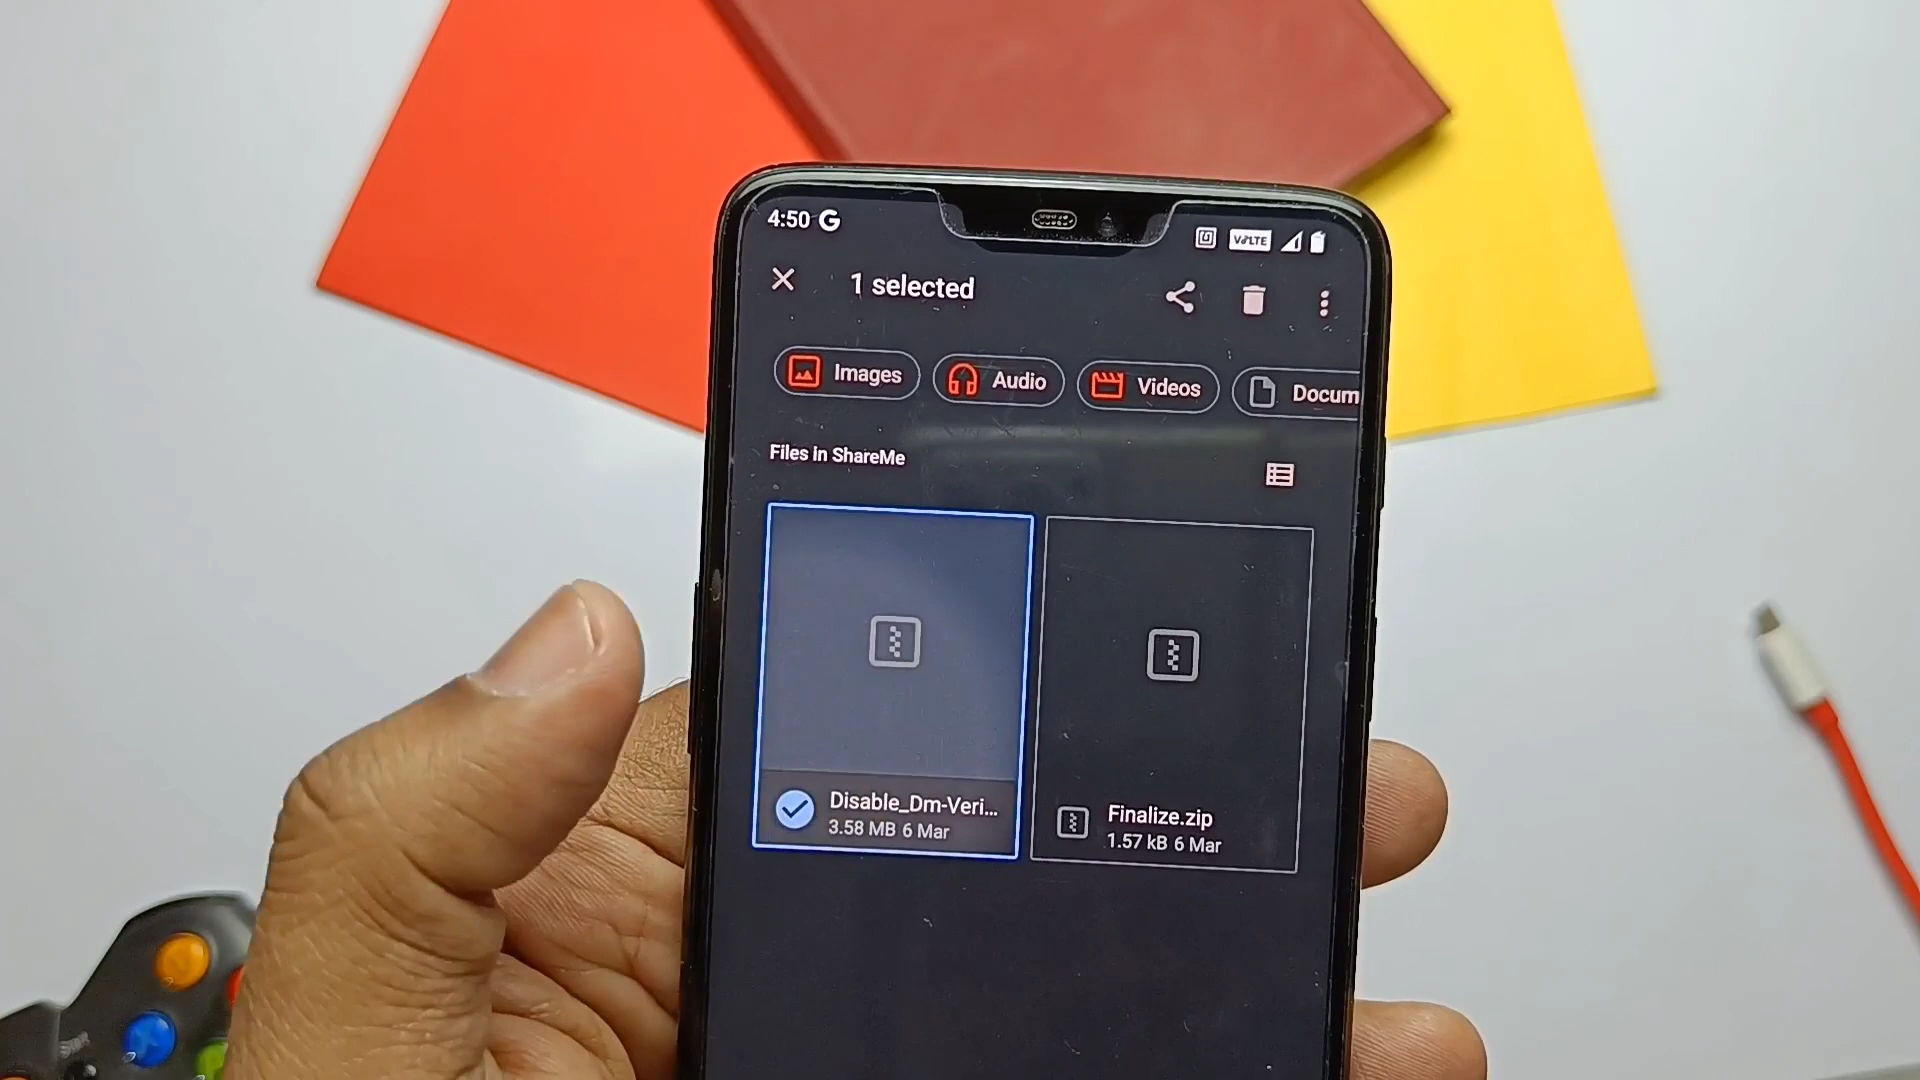 4:50 G
VoLTE
1 selected
Images
Audio
Videos
Docum
Files in ShareMe
Disable_Dm-Veri...
3.58 MB 6 Mar
Finalize.zip
1.57 kB 6 Mar
X